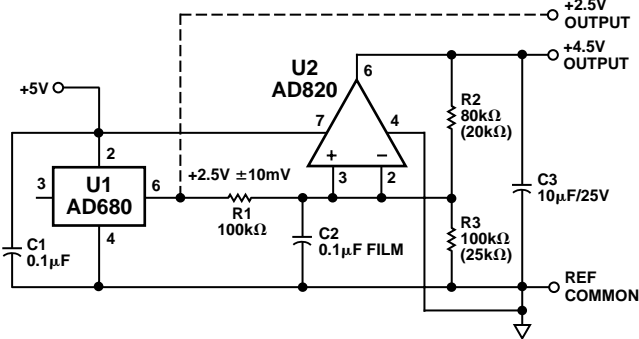 +2.5V
OUTPUT
+4.5V
OUTPUT
U2
AD820
6
+5V
7
4
R2
80kΩ
(20kΩ)
2
+
−
3
U1
AD680
6
+2.5V ±10mV
3
2
R1
100kΩ
C3
10μF/25V
4
C1
0.1μF
C2
0.1μF FILM
R3
100kΩ
(25kΩ)
REF
COMMON